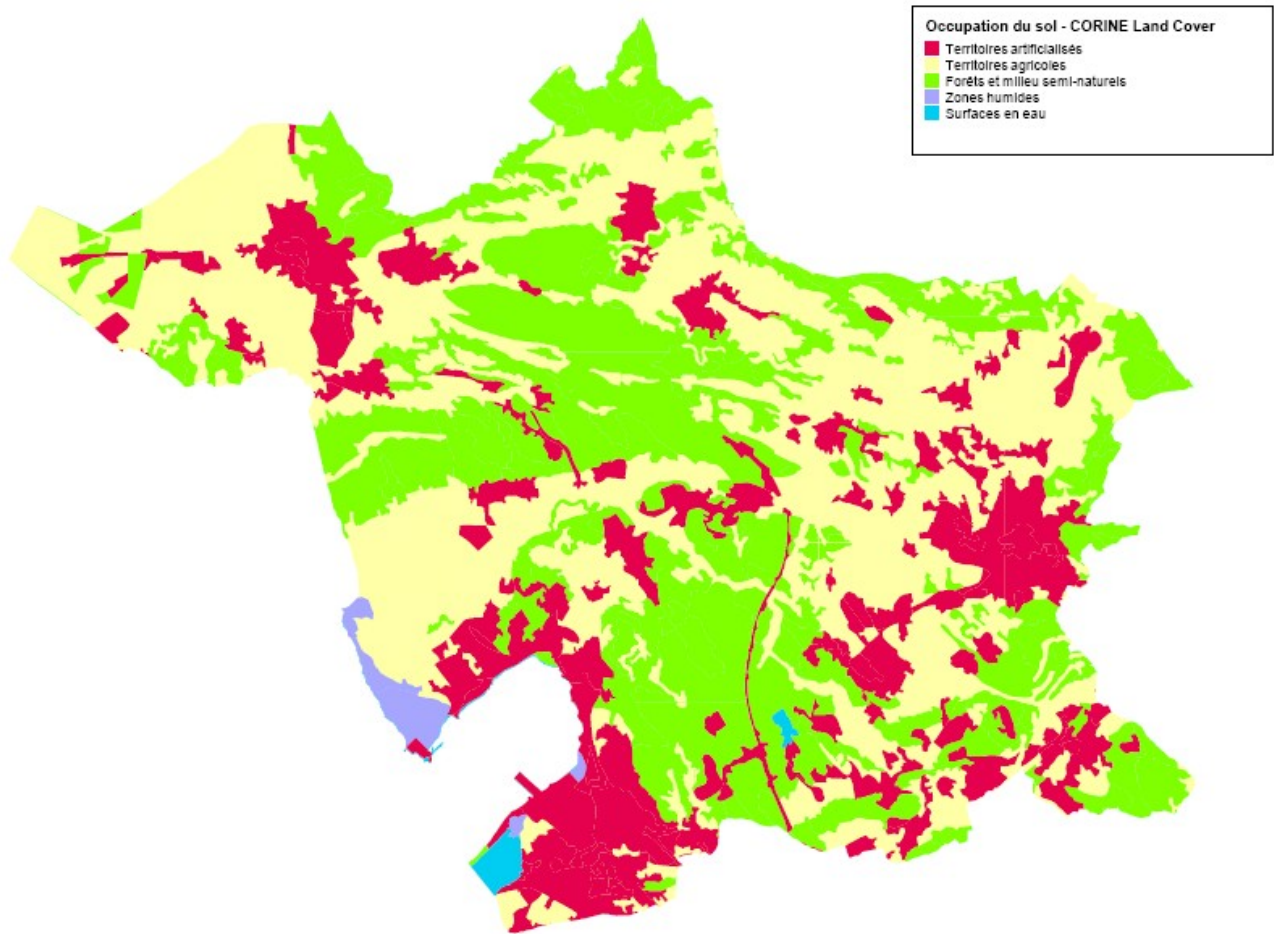 Occupation du sol - CORINE Land Cover
Territoires artificialisés
Territoires agricoles
Forêts et milieu semi-naturels
Zones humides
Surfaces en eau